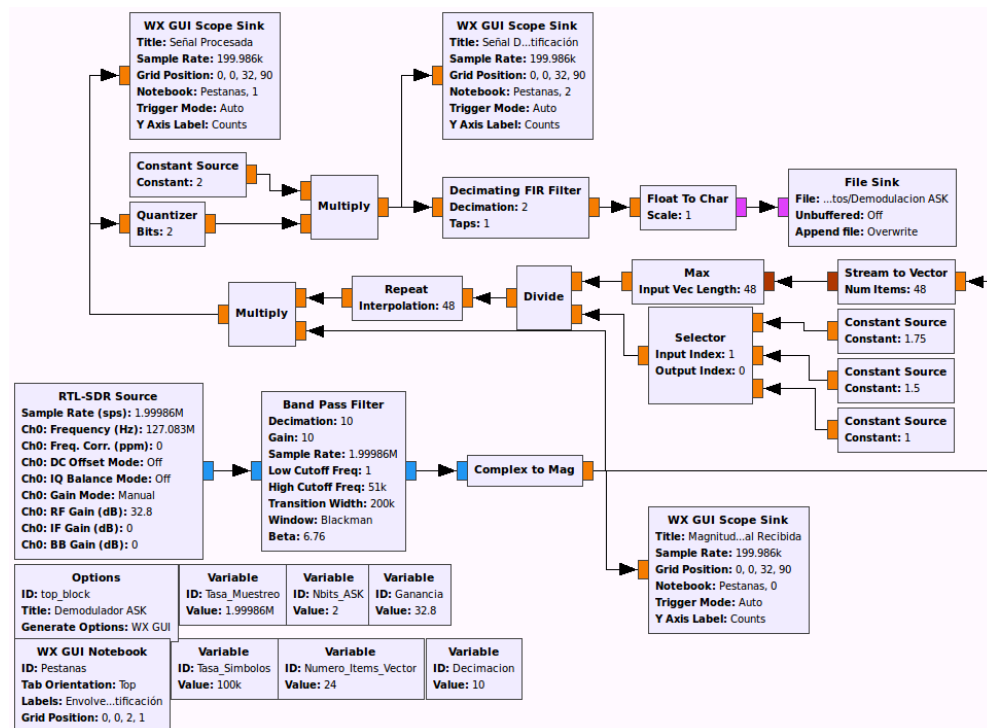 WX GUI Scope Sink
Title: Señal Procesada
Sample Rate: 199.986k
Grid Position: 0, 0, 32, 90
Notebook: Pestanas, 1
Trigger Mode: Auto
Y Axis Label: Counts
WX GUI Scope Sink
Title: Señal D...tificación
Sample Rate: 199.986k
Grid Position: 0, 0, 32, 90
Notebook: Pestanas, 2
Trigger Mode: Auto
Y Axis Label: Counts
Constant Source
Constant: 2
Quantizer
Bits: 2
Multiply
Decimating FIR Filter
Decimation: 2
Taps: 1
Float To Char
Scale: 1
File Sink
File: ...tos/Demodulacion ASK
Unbuffered: Off
Append file: Overwrite
Multiply
Repeat
Interpolation: 48
Divide
Max
Input Vec Length: 48
Stream to Vector
Num Items: 48
Selector
Input Index: 1
Output Index: 0
Constant Source
Constant: 1.75
Constant Source
Constant: 1.5
Constant Source
Constant: 1
RTL-SDR Source
Sample Rate (sps): 1.99986M
Ch0: Frequency (Hz): 127.083M
Ch0: Freq. Corr. (ppm): 0
Ch0: DC Offset Mode: Off
Ch0: IQ Balance Mode: Off
Ch0: Gain Mode: Manual
Ch0: RF Gain (dB): 32.8
Ch0: IF Gain (dB): 0
Ch0: BB Gain (dB): 0
Band Pass Filter
Decimation: 10
Gain: 10
Sample Rate: 1.99986M
Low Cutoff Freq: 1
High Cutoff Freq: 51k
Transition Width: 200k
Window: Blackman
Beta: 6.76
Complex to Mag
WX GUI Scope Sink
Title: Magnitud...al Recibida
Sample Rate: 199.986k
Grid Position: 0, 0, 32, 90
Notebook: Pestanas, 0
Trigger Mode: Auto
Y Axis Label: Counts
Options
ID: top_block
Title: Demodulador ASK
Generate Options: WX GUI
Variable
ID: Tasa_Muestreo
Value: 1.99986M
Variable
ID: Nbits_ASK
Value: 2
Variable
ID: Ganancia
Value: 32.8
WX GUI Notebook
ID: Pestanas
Tab Orientation: Top
Labels: Envolve...tificación
Grid Position: 0, 0, 2, 1
Variable
ID: Tasa_Simbolos
Value: 100k
Variable
ID: Numero_Items_Vector
Value: 24
Variable
ID: Decimacion
Value: 10